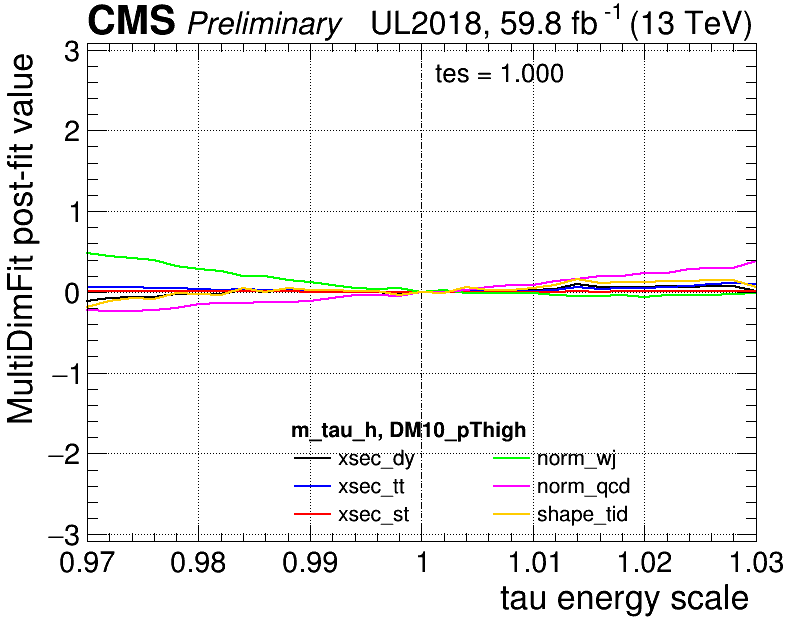 CMS Preliminary UL2018, 59.8 fb⁻¹ (13 TeV)
MultiDimFit post-fit value
3
2
1
0
−1
−2
−3
tes = 1.000
m_tau_h, DM10_pThigh
xsec_dy norm_wj
xsec_tt norm_qcd
xsec_st shape_tid
0.97 0.98 0.99 1 1.01 1.02 1.03
tau energy scale